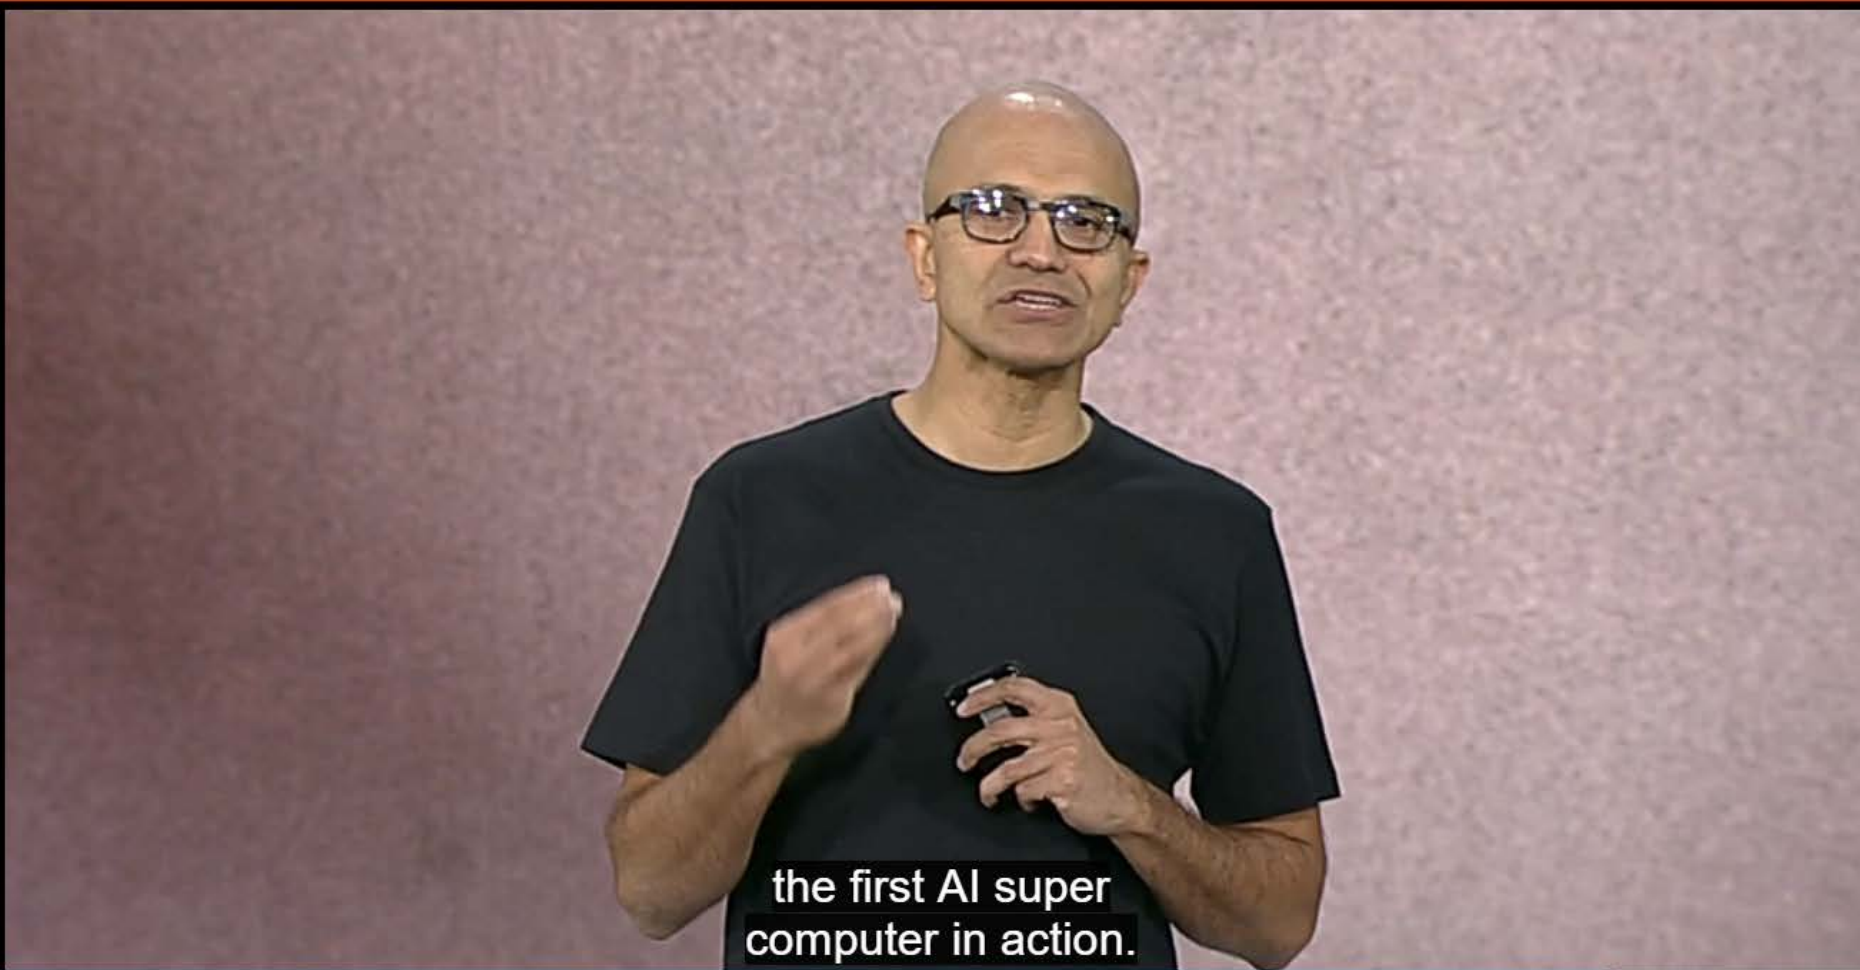 the first AI super
computer in action.